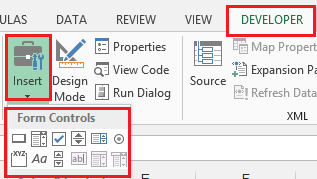 ULAS DATA REVIEW VIEW DEVELOPER
Insert
Design Mode
Properties
View Code
Run Dialog
Source
Map Propert
Expansion Pa
Refresh Data
XML
Form Controls
XYZ Aa ab|
E